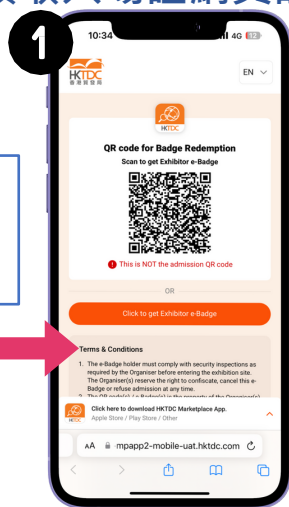 1
10:34
4G 32
HKTDC
香港貿發局
EN
HKTDC
QR code for Badge Redemption
Scan to get Exhibitor e-Badge
This is NOT the admission QR code
OR
Click to get Exhibitor e-Badge
Terms & Conditions
1. The e-Badge holder must comply with security inspections as
required by the Organiser before entering the exhibition site.
The Organiser(s) reserve the right to confiscate, cancel this e-
Badge or refuse admission at any time.
Click here to download HKTDC Marketplace App.
Apple Store / Play Store / Other
AA
mpapp2-mobile-uat.hktdc.com